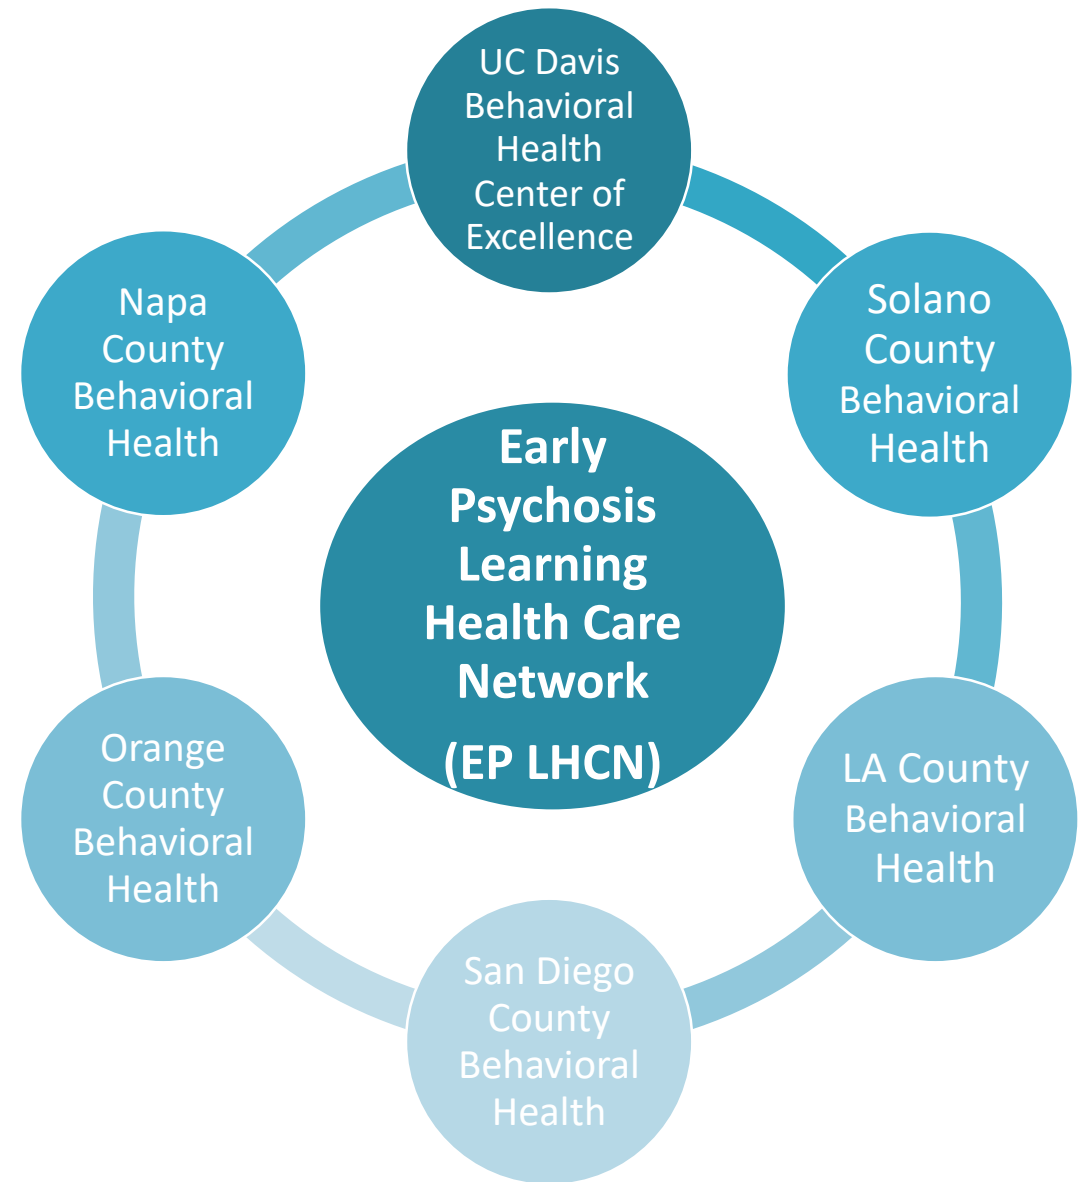 UC Davis
Behavioral
Health
Center of
Excellence
Solano
County
Behavioral
Health
LA County
Behavioral
Health
San Diego
County
Behavioral
Health
Orange
County
Behavioral
Health
Napa
County
Behavioral
Health
Early
Psychosis
Learning
Health Care
Network
(EP LHCN)